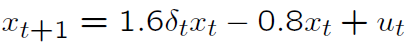 x_{t+1} = 1.6δ_t x_t − 0.8x_t + u_t